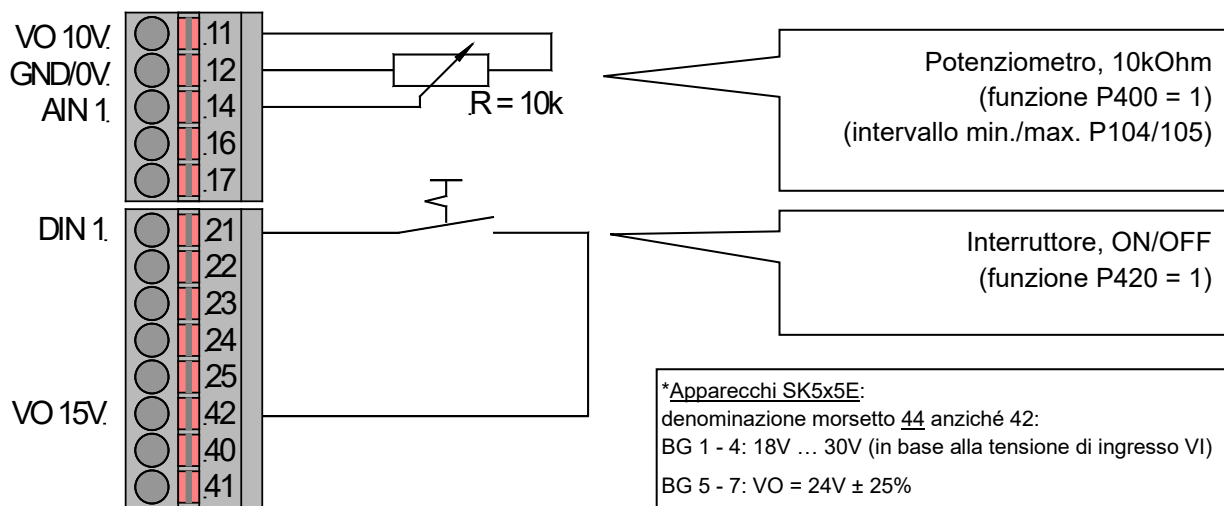 VO 10V. .11
GND/0V. .12
AIN 1. .14
.16
.17
R = 10k
DIN 1. .21
.22
.23
.24
.25
VO 15V. .42
.40
.41
Potenziometro, 10kOhm
(funzione P400 = 1)
(intervallo min./max. P104/105)
Interruttore, ON/OFF
(funzione P420 = 1)
*Apparecchi SK5x5E:
denominazione morsetto 44 anziché 42:
BG 1 - 4: 18V … 30V (in base alla tensione di ingresso VI)
BG 5 - 7: VO = 24V ± 25%